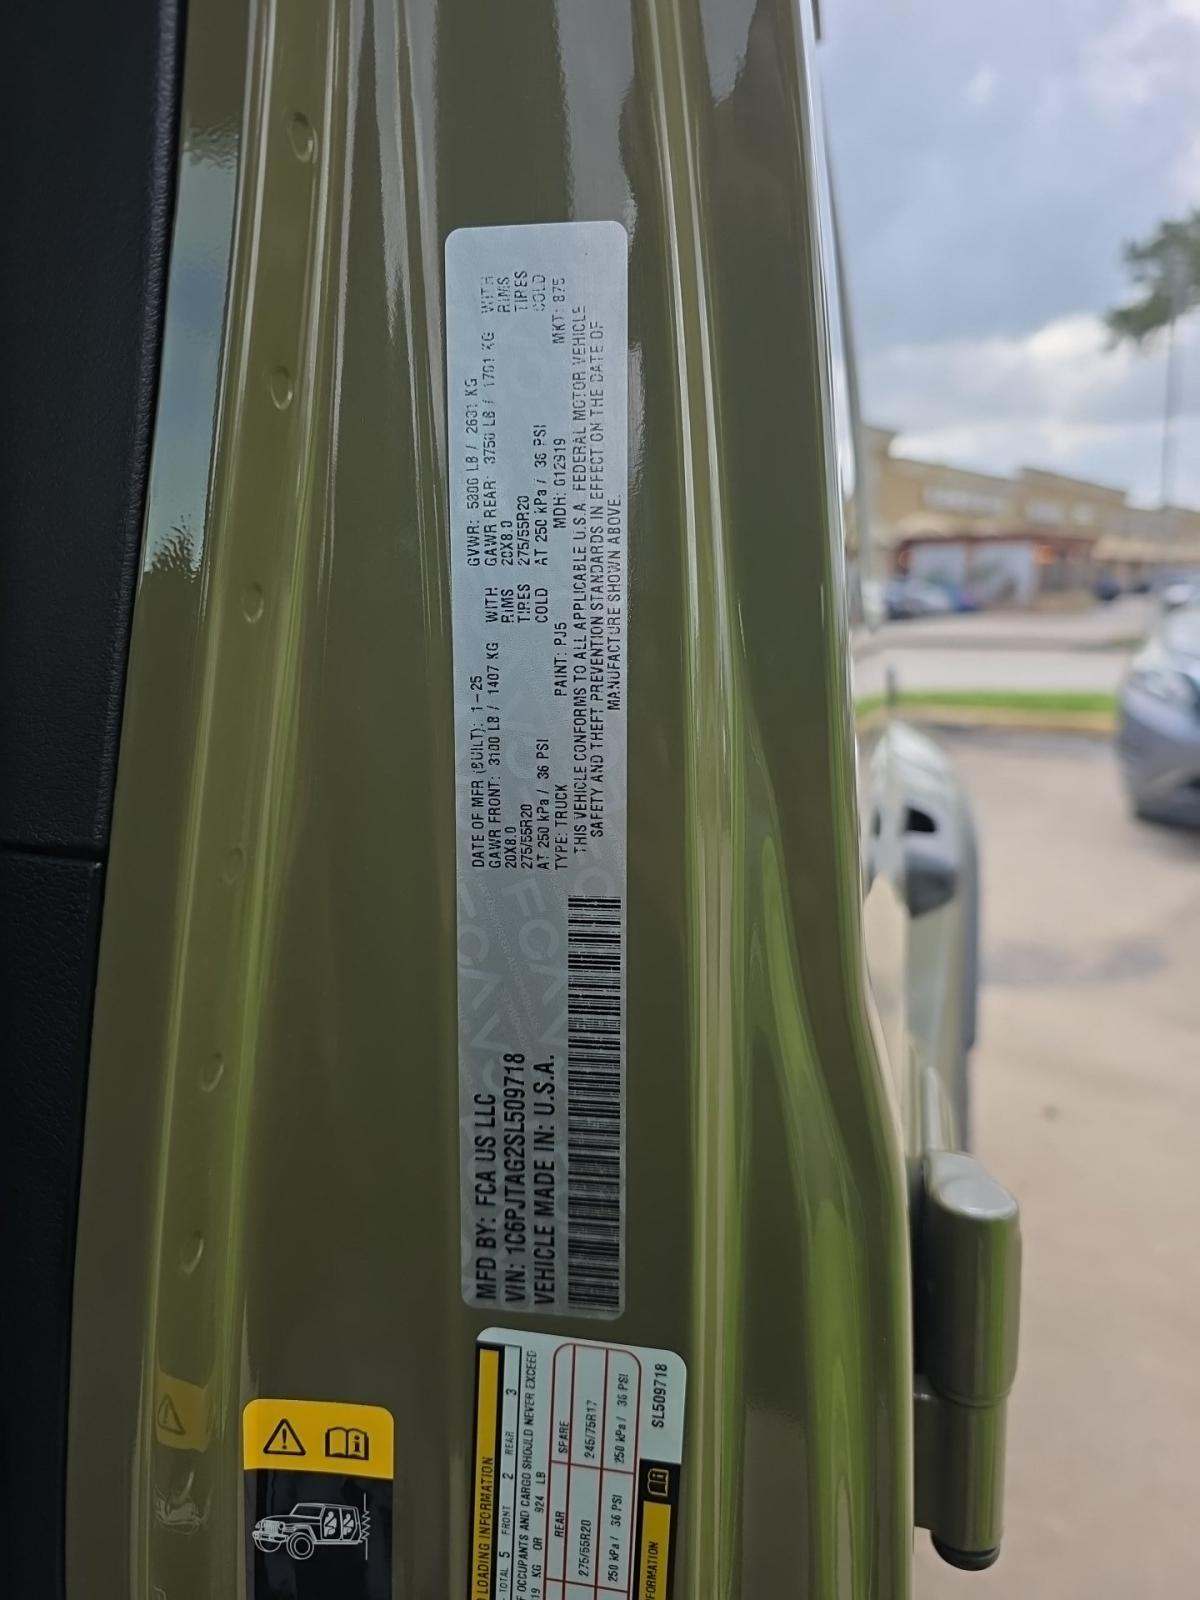 MFD BY: FCA US LLC
VIN: 1C6PJTAG2SL509718
VEHICLE MADE IN: U.S.A.
DATE OF MFR (BUILT): 1-25 GVWR: LB / KG
GAWR FRONT: 3100 LB / 1407 KG WITH GAWR REAR: 3750 LB / 1701 KG WITH
20X8.0 RIMS 20X8.0 RIMS
275/55R20 TIRES 275/55R20 TIRES
AT 250 kPa / 36 PSI COLD AT 250 kPa / 36 PSI COLD
TYPE: TRUCK PAINT: PJ5 MDH: 012919 MKT: 875
THIS VEHICLE CONFORMS TO ALL APPLICABLE U.S.A. FEDERAL MOTOR VEHICLE
SAFETY AND THEFT PREVENTION STANDARDS IN EFFECT ON THE DATE OF
MANUFACTURE SHOWN ABOVE.
LOADING INFORMATION
TOTAL 5 FRONT 2 REAR 3
OCCUPANTS AND CARGO SHOULD NEVER EXCEED
19 KG OR 924 LB
REAR SPARE
275/55R20 245/75R17
250 kPa / 36 PSI 250 kPa / 36 PSI
SL509718